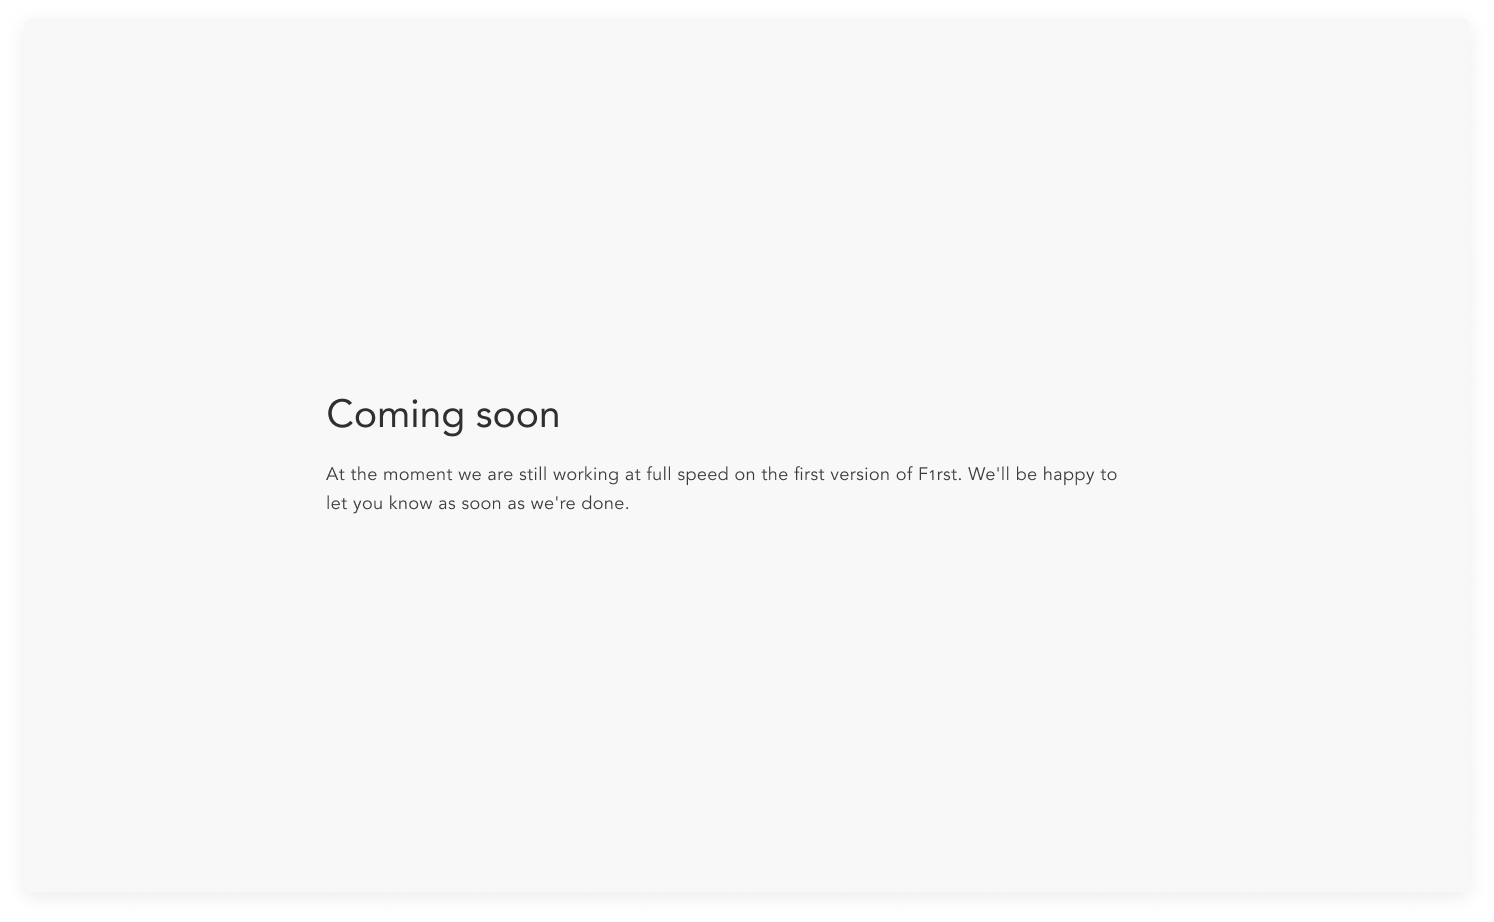 Coming soon
At the moment we are still working at full speed on the first version of F1rst. We'll be happy to
let you know as soon as we're done.